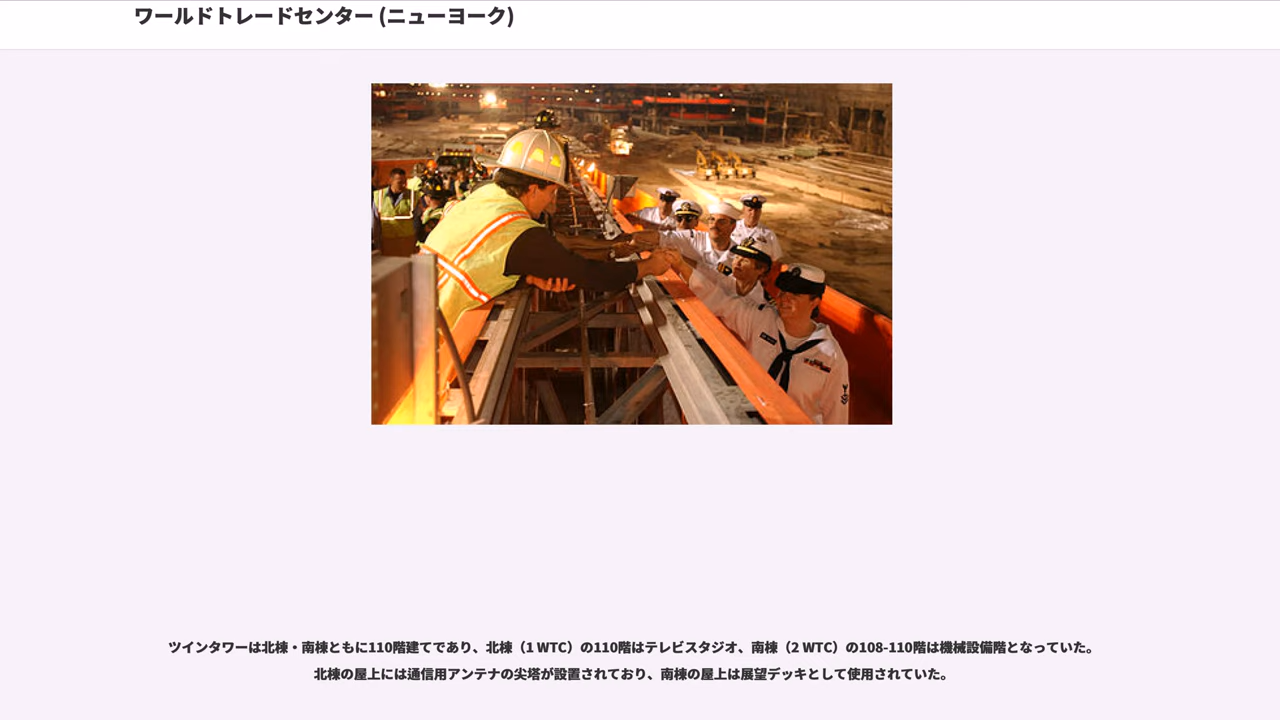 ワールドトレードセンター (ニューヨーク)
ツインタワーは北棟・南棟ともに110階建てであり、北棟（1 WTC）の110階はテレビスタジオ、南棟（2 WTC）の108-110階は機械設備階となっていた。
北棟の屋上には通信用アンテナの尖塔が設置されており、南棟の屋上は展望デッキとして使用されていた。